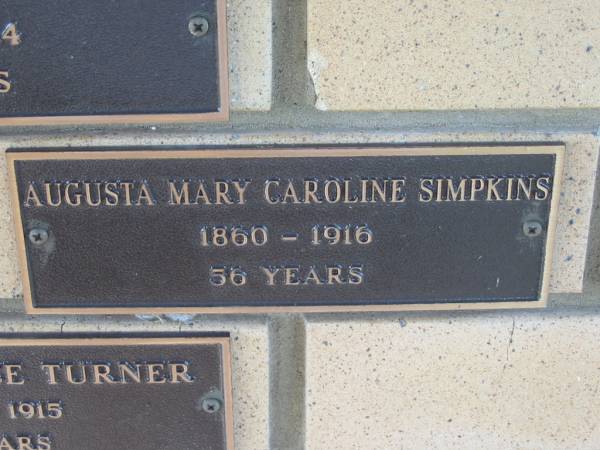 4
S
AUGUSTA MARY CAROLINE SIMPKINS
1860 – 1916
56 YEARS
E TURNER
1915
ARS